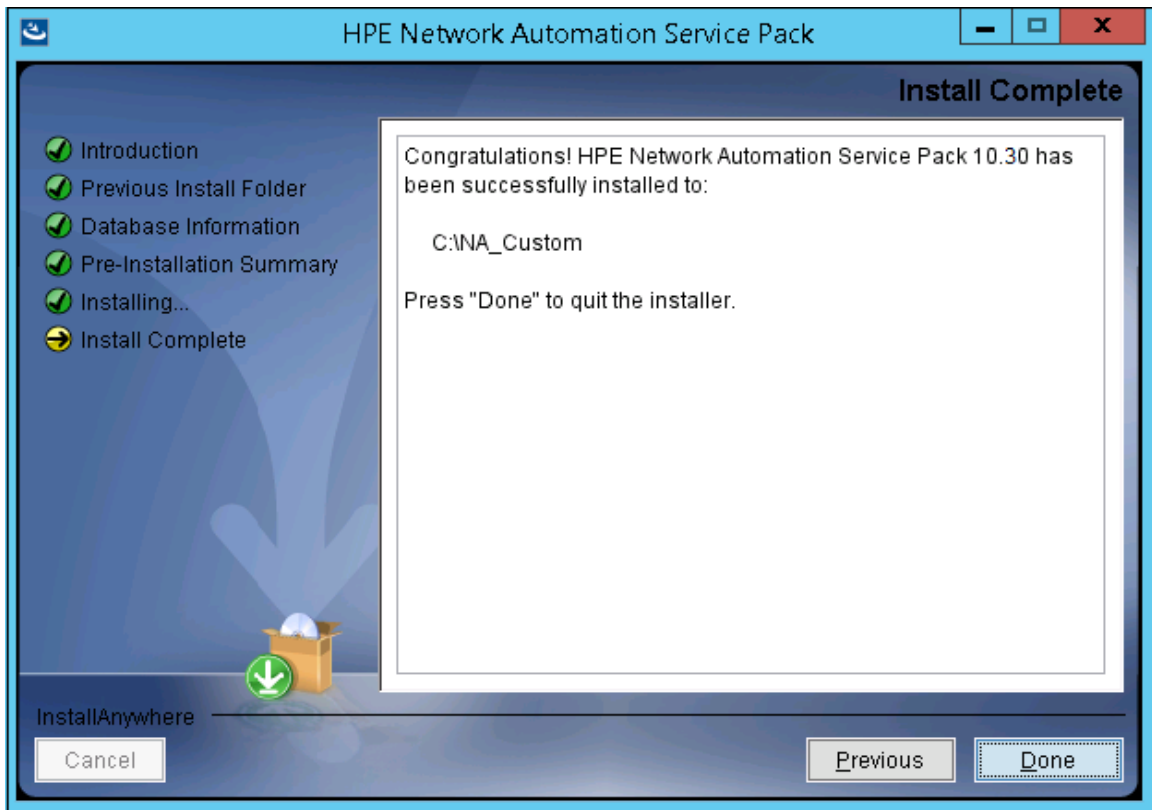 HPE Network Automation Service Pack
Install Complete
Introduction
Previous Install Folder
Database Information
Pre-Installation Summary
Installing...
Install Complete
Congratulations! HPE Network Automation Service Pack 10.30 has
been successfully installed to:
C:\NA_Custom
Press "Done" to quit the installer.
InstallAnywhere
Cancel
Previous
Done